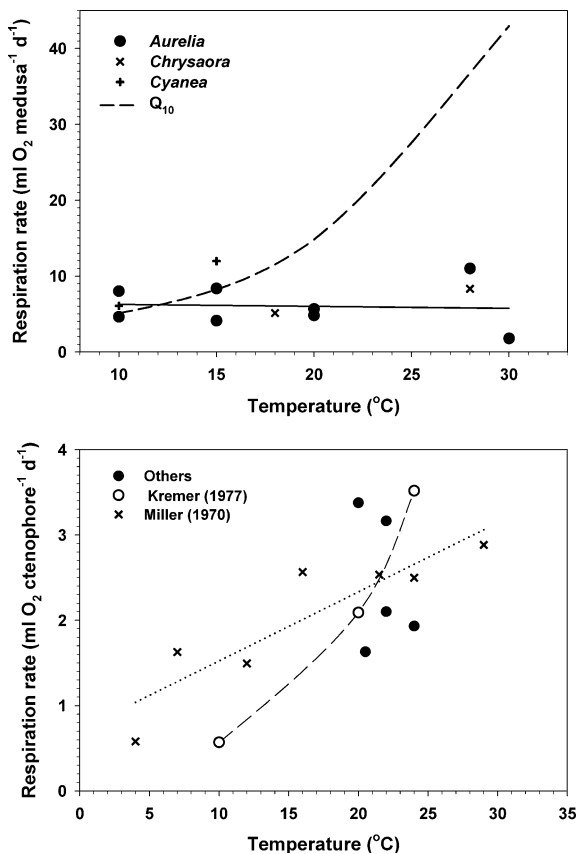 Respiration rate (ml O₂ medusa⁻¹ d⁻¹)
40
30
20
10
0
Aurelia
Chrysaora
Cyanea
Q₁₀
10 15 20 25 30
Temperature (°C)
Respiration rate (ml O₂ ctenophore⁻¹ d⁻¹)
4
3
2
1
0
Others
Kremer (1977)
Miller (1970)
0 5 10 15 20 25 30 35
Temperature (°C)